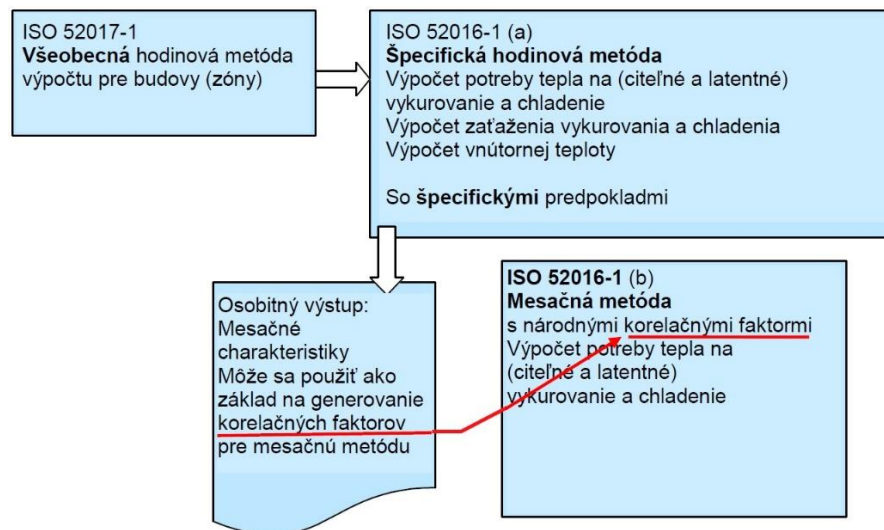 ISO 52017-1
Všeobecná hodinová metóda
výpočtu pre budovy (zóny)
ISO 52016-1 (a)
Špecifická hodinová metóda
Výpočet potreby tepla na (citeľné a latentné)
vykurovanie a chladenie
Výpočet zaťaženia vykurovania a chladenia
Výpočet vnútornej teploty
So špecifickými predpokladmi
Osobitný výstup:
Mesačné
charakteristiky
Môže sa použiť ako
základ na generovanie
korelačných faktorov
pre mesačnú metódu
ISO 52016-1 (b)
Mesačná metóda
s národnými korelačnými faktormi
Výpočet potreby tepla na
(citeľné a latentné)
vykurovanie a chladenie